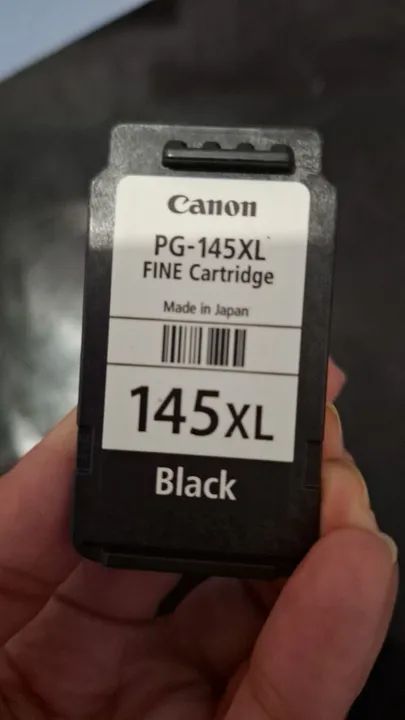 Canon
PG-145XL
FINE Cartridge
Made in Japan
145XL
Black